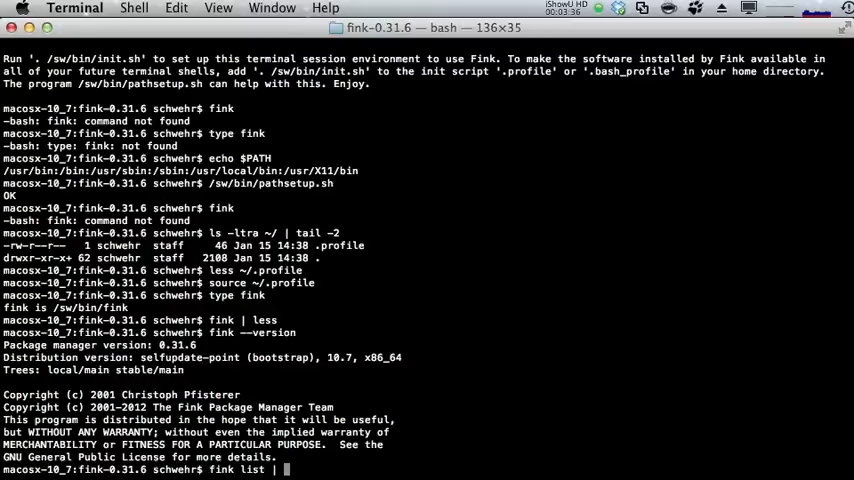 Terminal Shell Edit View Window Help
iShowU HD
00:03:36
fink-0.31.6 — bash — 136×35
Run '. /sw/bin/init.sh' to set up this terminal session environment to use Fink. To make the software installed by Fink available in
all of your future terminal shells, add '. /sw/bin/init.sh' to the init script '.profile' or '.bash_profile' in your home directory.
The program /sw/bin/pathsetup.sh can help with this. Enjoy.
macosx-10_7:fink-0.31.6 schwehr$ fink
-bash: fink: command not found
macosx-10_7:fink-0.31.6 schwehr$ type fink
-bash: type: fink: not found
macosx-10_7:fink-0.31.6 schwehr$ echo $PATH
/usr/bin:/bin:/usr/sbin:/sbin:/usr/local/bin:/usr/X11/bin
macosx-10_7:fink-0.31.6 schwehr$ /sw/bin/pathsetup.sh
OK
macosx-10_7:fink-0.31.6 schwehr$ fink
-bash: fink: command not found
macosx-10_7:fink-0.31.6 schwehr$ ls -ltra ~/ | tail -2
-rw-r--r-- 1 schwehr staff 46 Jan 15 14:38 .profile
drwxr-xr-x+ 62 schwehr staff 2108 Jan 15 14:38 .
macosx-10_7:fink-0.31.6 schwehr$ less ~/.profile
macosx-10_7:fink-0.31.6 schwehr$ source ~/.profile
macosx-10_7:fink-0.31.6 schwehr$ type fink
fink is /sw/bin/fink
macosx-10_7:fink-0.31.6 schwehr$ fink | less
macosx-10_7:fink-0.31.6 schwehr$ fink --version
Package manager version: 0.31.6
Distribution version: selfupdate-point (bootstrap), 10.7, x86_64
Trees: local/main stable/main
Copyright (c) 2001 Christoph Pfisterer
Copyright (c) 2001-2012 The Fink Package Manager Team
This program is distributed in the hope that it will be useful,
but WITHOUT ANY WARRANTY; without even the implied warranty of
MERCHANTABILITY or FITNESS FOR A PARTICULAR PURPOSE. See the
GNU General Public License for more details.
macosx-10_7:fink-0.31.6 schwehr$ fink list |